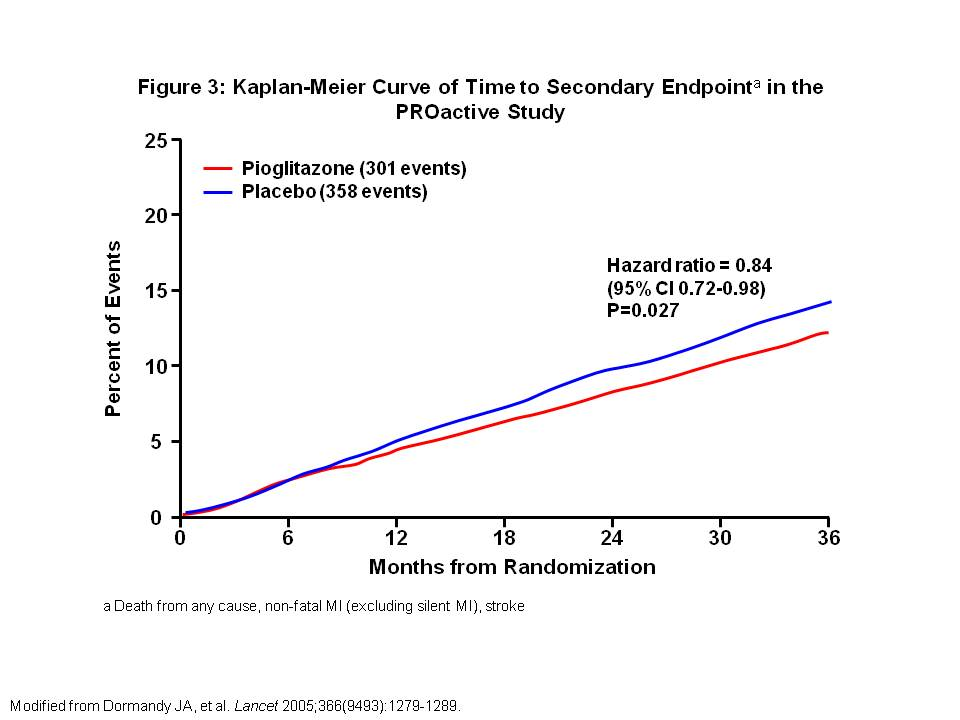 Figure 3: Kaplan-Meier Curve of Time to Secondary Endpointa in the
PROactive Study
25
Pioglitazone (301 events)
Placebo (358 events)
20
Hazard ratio = 0.84
(95% CI 0.72-0.98)
P=0.027
15
10
5
0
Percent of Events
0 6 12 18 24 30 36
Months from Randomization
a Death from any cause, non-fatal MI (excluding silent MI), stroke
Modified from Dormandy JA, et al. Lancet 2005;366(9493):1279-1289.